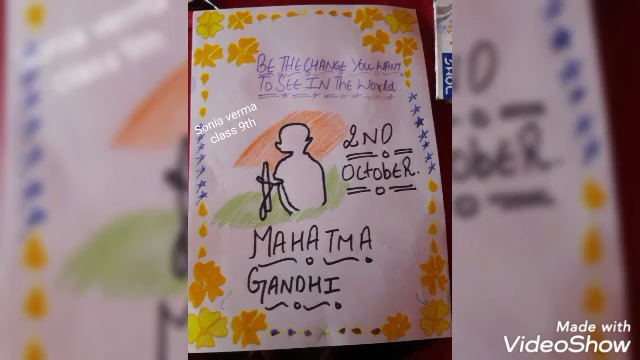 BE THE CHANGE YOU WANT
TO SEE IN THE World.
Sonia verma
class 9th
2ND
OctobER.
MAHATMA
GANDHI
Made with
VideoShow